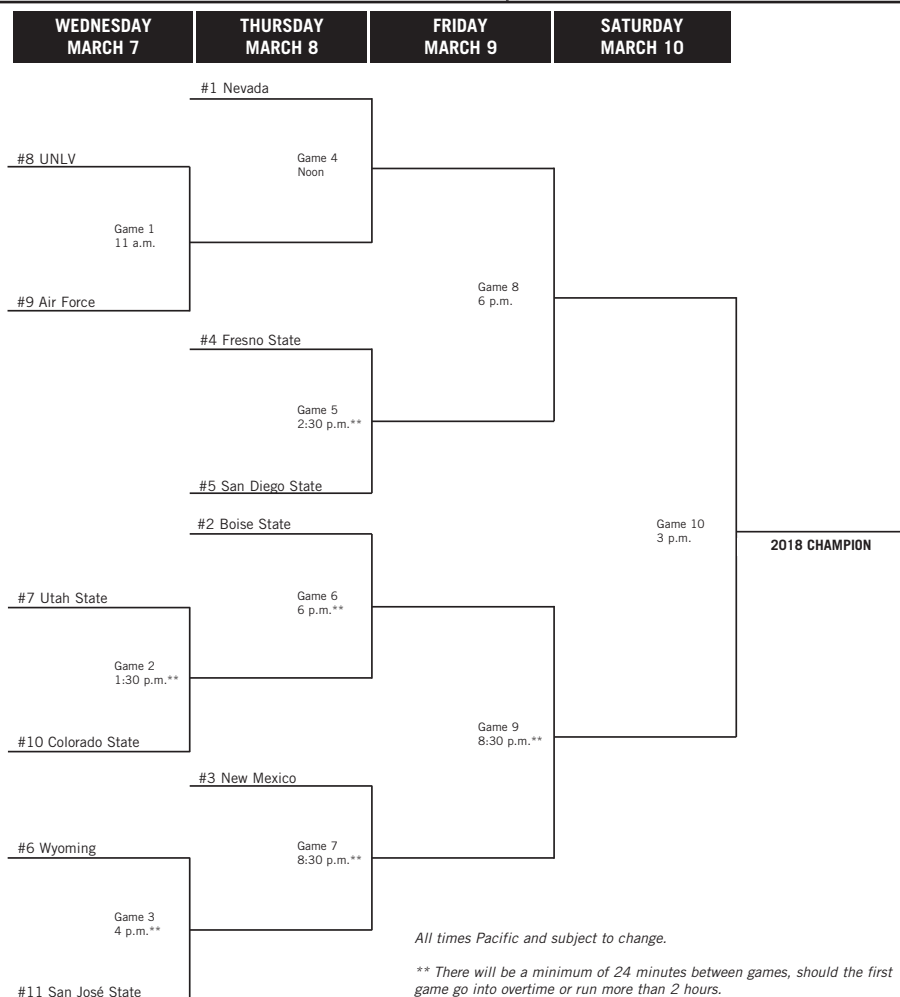 WEDNESDAY
MARCH 7
THURSDAY
MARCH 8
FRIDAY
MARCH 9
SATURDAY
MARCH 10
#1 Nevada
#8 UNLV
Game 4
Noon
Game 1
11 a.m.
#9 Air Force
Game 8
6 p.m.
#4 Fresno State
Game 5
2:30 p.m.**
#5 San Diego State
#2 Boise State
Game 10
3 p.m.
2018 CHAMPION
#7 Utah State
Game 6
6 p.m.**
Game 2
1:30 p.m.**
#10 Colorado State
Game 9
8:30 p.m.**
#3 New Mexico
#6 Wyoming
Game 7
8:30 p.m.**
Game 3
4 p.m.**
#11 San José State
All times Pacific and subject to change.
** There will be a minimum of 24 minutes between games, should the first
game go into overtime or run more than 2 hours.